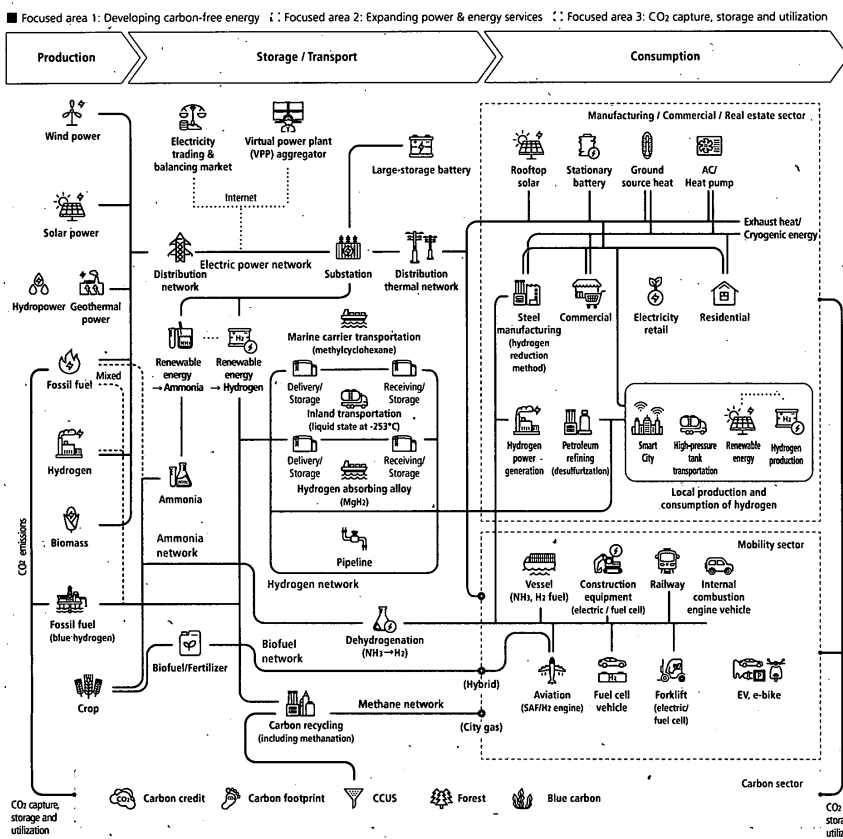 Focused area 1: Developing carbon-free energy Focused area 2: Expanding power & energy services Focused area 3: CO2 capture, storage and utilization
Production
Storage / Transport
Consumption
Wind power
Solar power
Hydropower
Geothermal
power
Fossil fuel
Mixed
Hydrogen
Biomass
Fossil fuel
(blue hydrogen)
Crop
CO2 emissions
CO2 capture,
storage and
utilization
Electricity
trading &
balancing market
Virtual power plant
(VPP) aggregator
Internet
Large-storage battery
Distribution
network
Electric power network
Substation
Distribution
thermal network
Renewable
energy
→ Ammonia
Renewable
energy
→ Hydrogen
Marine carrier transportation
(methylcyclohexane)
Delivery/
Storage
Receiving/
Storage
Inland transportation
(liquid state at -253°C)
Delivery/
Storage
Receiving/
Storage
Hydrogen absorbing alloy
(MgH2)
Pipeline
Hydrogen network
Ammonia
Ammonia
network
Dehydrogenation
(NH3→H2)
Biofuel/Fertilizer
Biofuel
network
Carbon recycling
(including methanation)
Methane network
(Hybrid)
(City gas)
Manufacturing / Commercial / Real estate sector
Rooftop
solar
Stationary
battery
Ground
source heat
AC/
Heat pump
Exhaust heat/
Cryogenic energy
Steel
manufacturing
(hydrogen
reduction
method)
Commercial
Electricity
retail
Residential
Hydrogen
power
generation
Petroleum
refining
(desulfurization)
Smart
City
High-pressure
tank
transportation
Renewable
energy
H2
Hydrogen
production
Local production and
consumption of hydrogen
Mobility sector
Vessel
(NH3, H2 fuel)
Construction
equipment
(electric / fuel cell)
Railway
Internal
combustion
engine vehicle
Aviation
(SAF/H2 engine)
Fuel cell
vehicle
Forklift
(electric/
fuel cell)
EV, e-bike
Carbon sector
CO2
Carbon credit
Carbon footprint
CCUS
Forest
Blue carbon
CO2
stora
utiliz